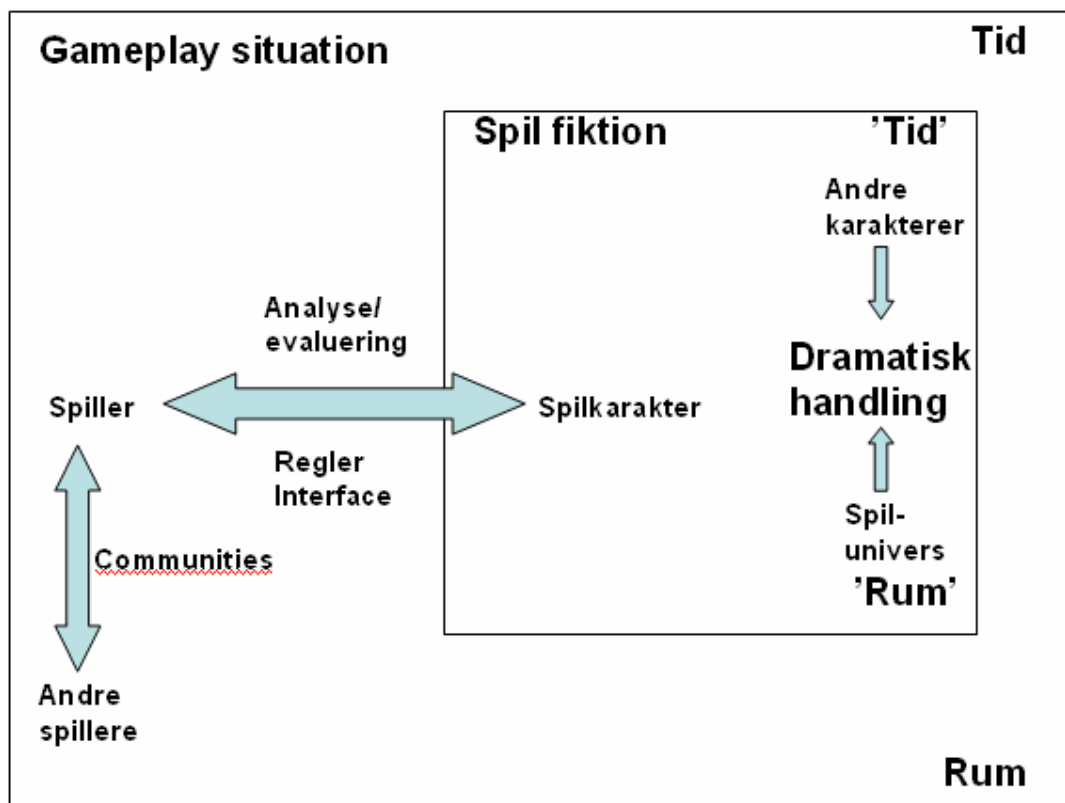 Gameplay situation
Tid
Spil fiktion
’Tid’
Andre
karakterer
Analyse/
evaluering
Dramatisk
handling
Spiller
Spilkarakter
Regler
Interface
Spil-
univers
’Rum’
Communities
Andre
spillere
Rum